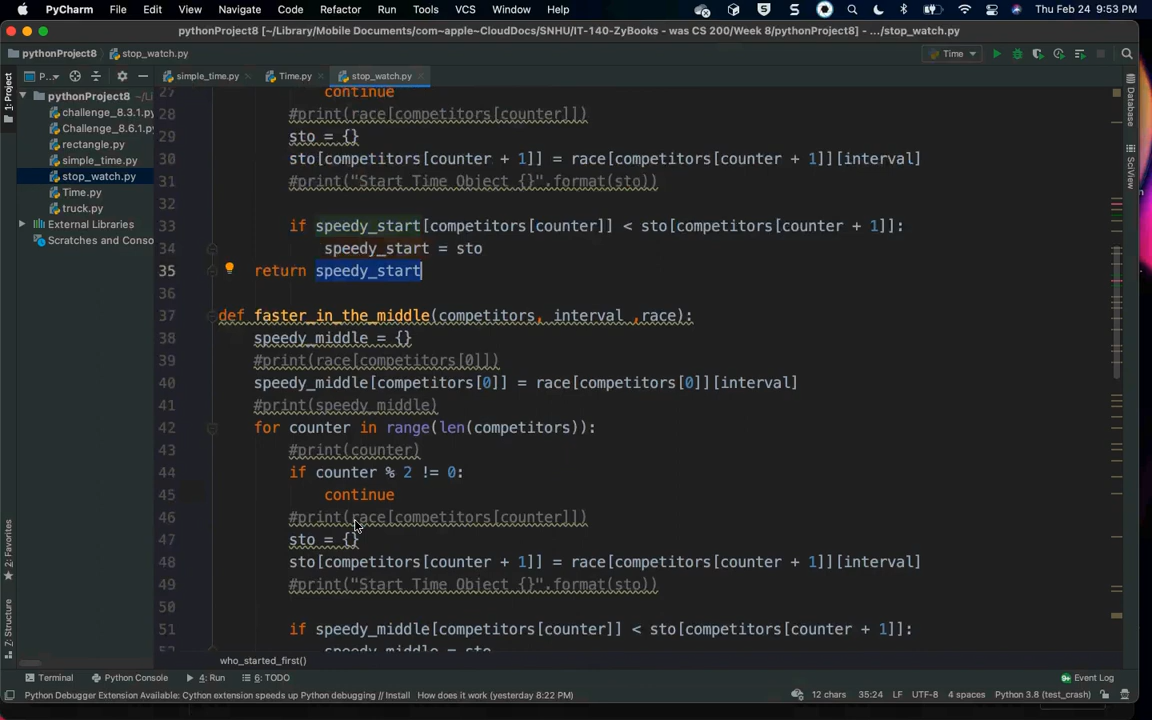 PyCharm File Edit View Navigate Code Refactor Run Tools VCS Window Help Thu Feb 24 9:53 PM
pythonProject8 [~/Library/Mobile Documents/com~apple~CloudDocs/SNHU/IT-140-ZyBooks - was CS 200/Week 8/pythonProject8] - .../stop_watch.py
pythonProject8 stop_watch.py Time
P... simple_time.py Time.py stop_watch.py
1: Project
pythonProject8 ~/Li
challenge_8.3.1.py
Challenge_8.6.1.py
rectangle.py
simple_time.py
stop_watch.py
Time.py
truck.py
External Libraries
Scratches and Conso
2: Favorites
7: Structure
27 continue
28 #print(race[competitors[counter]])
29 sto = {}
30 sto[competitors[counter + 1]] = race[competitors[counter + 1]][interval]
31 #print("Start Time Object {}".format(sto))
32
33 if speedy_start[competitors[counter]] < sto[competitors[counter + 1]]:
34 speedy_start = sto
35 return speedy_start
36
37 def faster_in_the_middle(competitors, interval ,race):
38 speedy_middle = {}
39 #print(race[competitors[0]])
40 speedy_middle[competitors[0]] = race[competitors[0]][interval]
41 #print(speedy_middle)
42 for counter in range(len(competitors)):
43 #print(counter)
44 if counter % 2 != 0:
45 continue
46 #print(race[competitors[counter]])
47 sto = {}
48 sto[competitors[counter + 1]] = race[competitors[counter + 1]][interval]
49 #print("Start Time Object {}".format(sto))
50
51 if speedy_middle[competitors[counter]] < sto[competitors[counter + 1]]:
speedy_middle = sto
Database
SciView
who_started_first()
Terminal Python Console 4: Run 6: TODO Event Log
Python Debugger Extension Available: Cython extension speeds up Python debugging // Install How does it work (yesterday 8:22 PM) 12 chars 35:24 LF UTF-8 4 spaces Python 3.8 (test_crash)